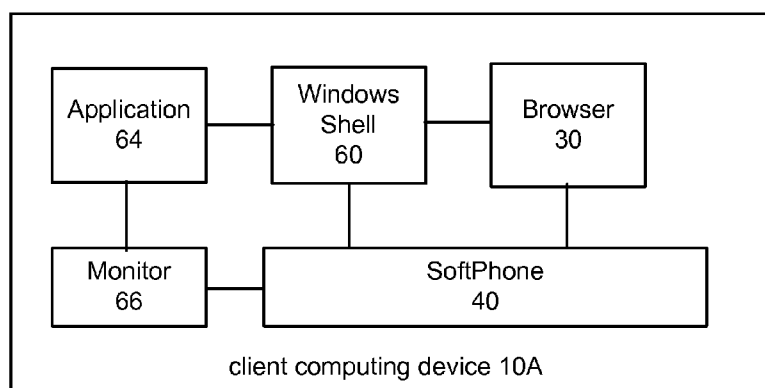 Application
64
Windows
Shell
60
Browser
30
Monitor
66
SoftPhone
40
client computing device 10A